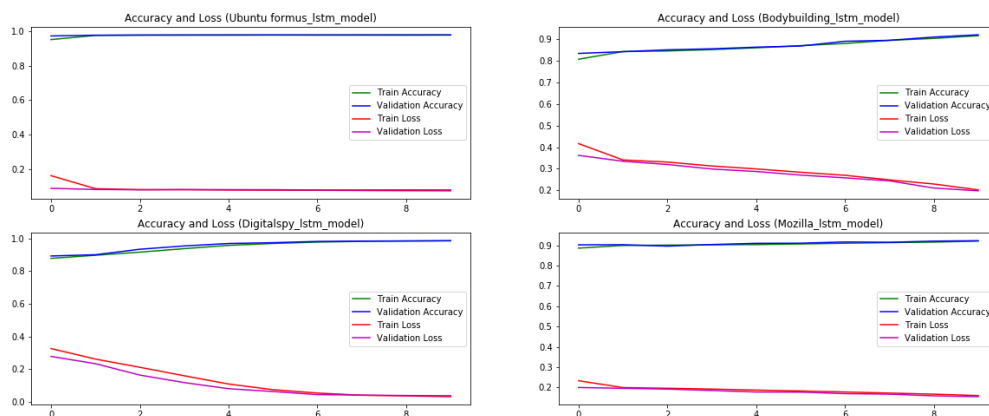 Accuracy and Loss (Ubuntu formus_lstm_model)
1.0
0.8
0.6
0.4
0.2
0 2 4 6 8
Train Accuracy
Validation Accuracy
Train Loss
Validation Loss
Accuracy and Loss (Bodybuilding_lstm_model)
0.9
0.8
0.7
0.6
0.5
0.4
0.3
0.2
0 2 4 6 8
Train Accuracy
Validation Accuracy
Train Loss
Validation Loss
Accuracy and Loss (Digitalspy_lstm_model)
1.0
0.8
0.6
0.4
0.2
0.0
0 2 4 6 8
Train Accuracy
Validation Accuracy
Train Loss
Validation Loss
Accuracy and Loss (Mozilla_lstm_model)
0.9
0.8
0.7
0.6
0.5
0.4
0.3
0.2
0 2 4 6 8
Train Accuracy
Validation Accuracy
Train Loss
Validation Loss